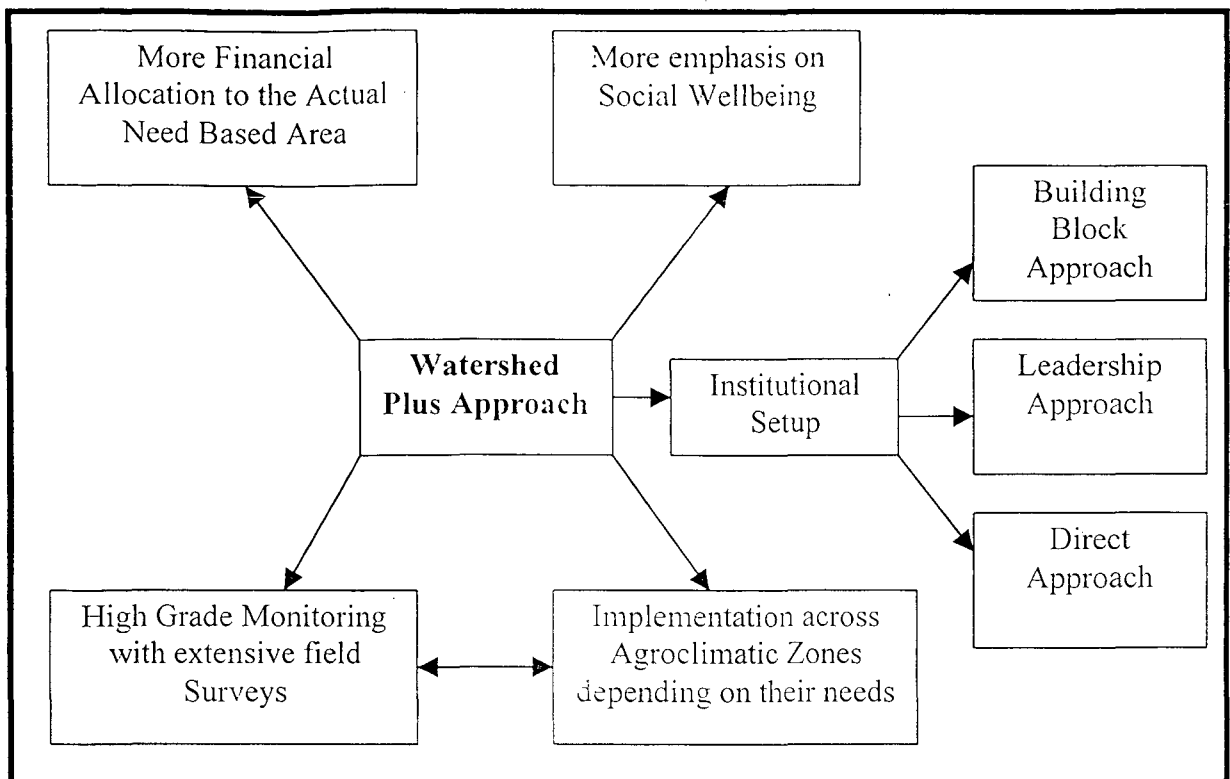 More Financial
Allocation to the Actual
Need Based Area
More emphasis on
Social Wellbeing
Building
Block
Approach
Watershed
Plus Approach
Institutional
Setup
Leadership
Approach
Direct
Approach
High Grade Monitoring
with extensive field
Surveys
Implementation across
Agroclimatic Zones
depending on their needs